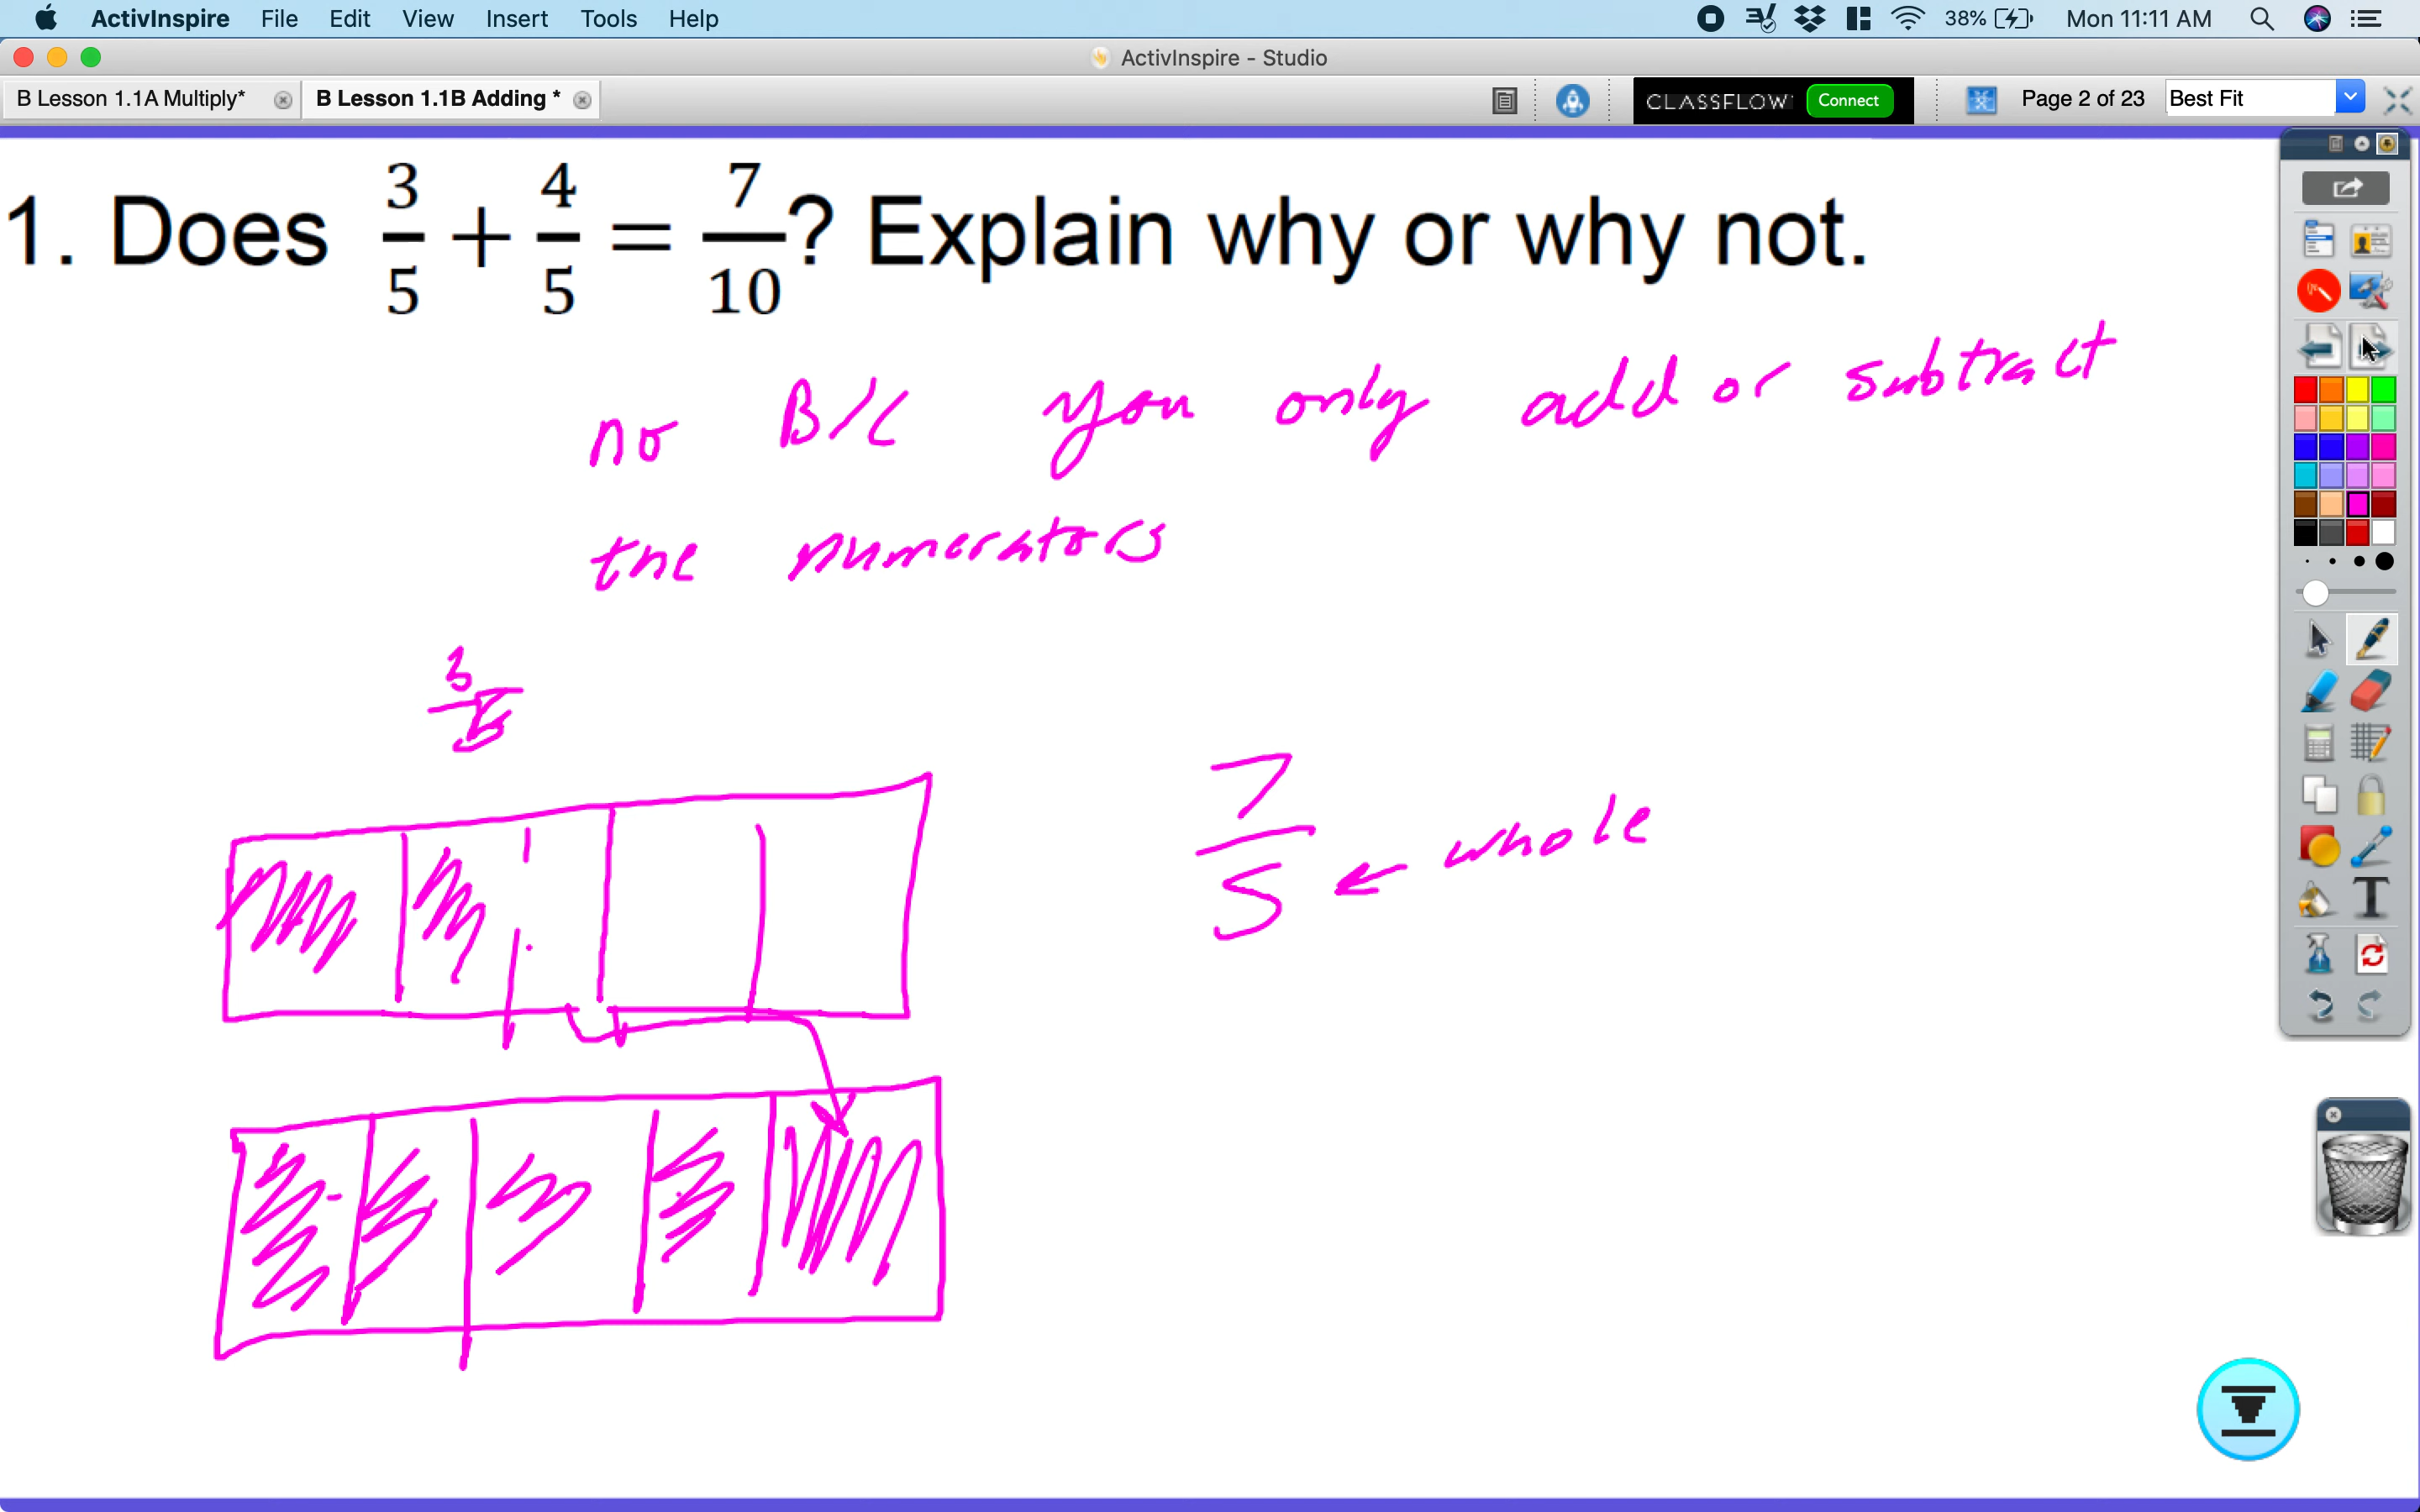 ActivInspire File Edit View Insert Tools Help 38% Mon 11:11 AM
ActivInspire - Studio
B Lesson 1.1A Multiply* B Lesson 1.1B Adding * CLASSFLOW Connect Page 2 of 23 Best Fit
1. Does 3/5 + 4/5 = 7/10? Explain why or why not.
no B/C you only add or subtract
the numerators
3/5
7/5 ← whole